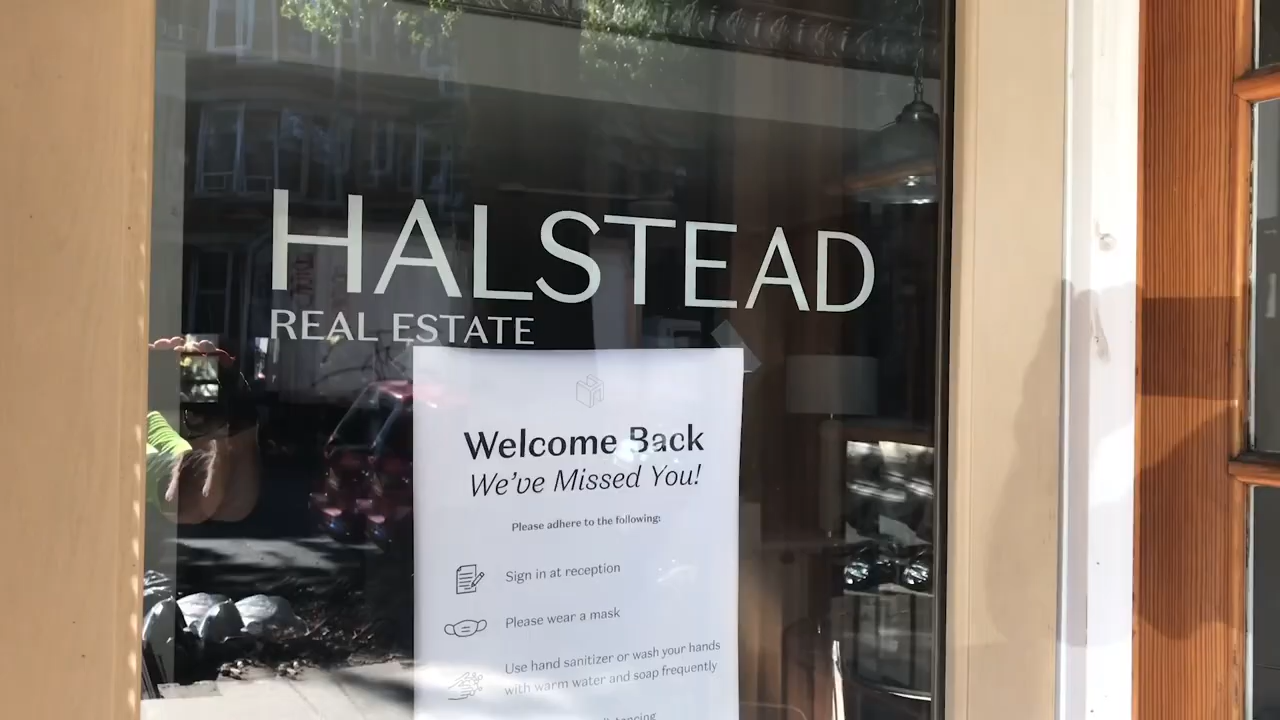 HALSTEAD
REAL ESTATE
Welcome Back
We've Missed You!
Please adhere to the following:
Sign in at reception
Please wear a mask
Use hand sanitizer or wash your hands
with warm water and soap frequently